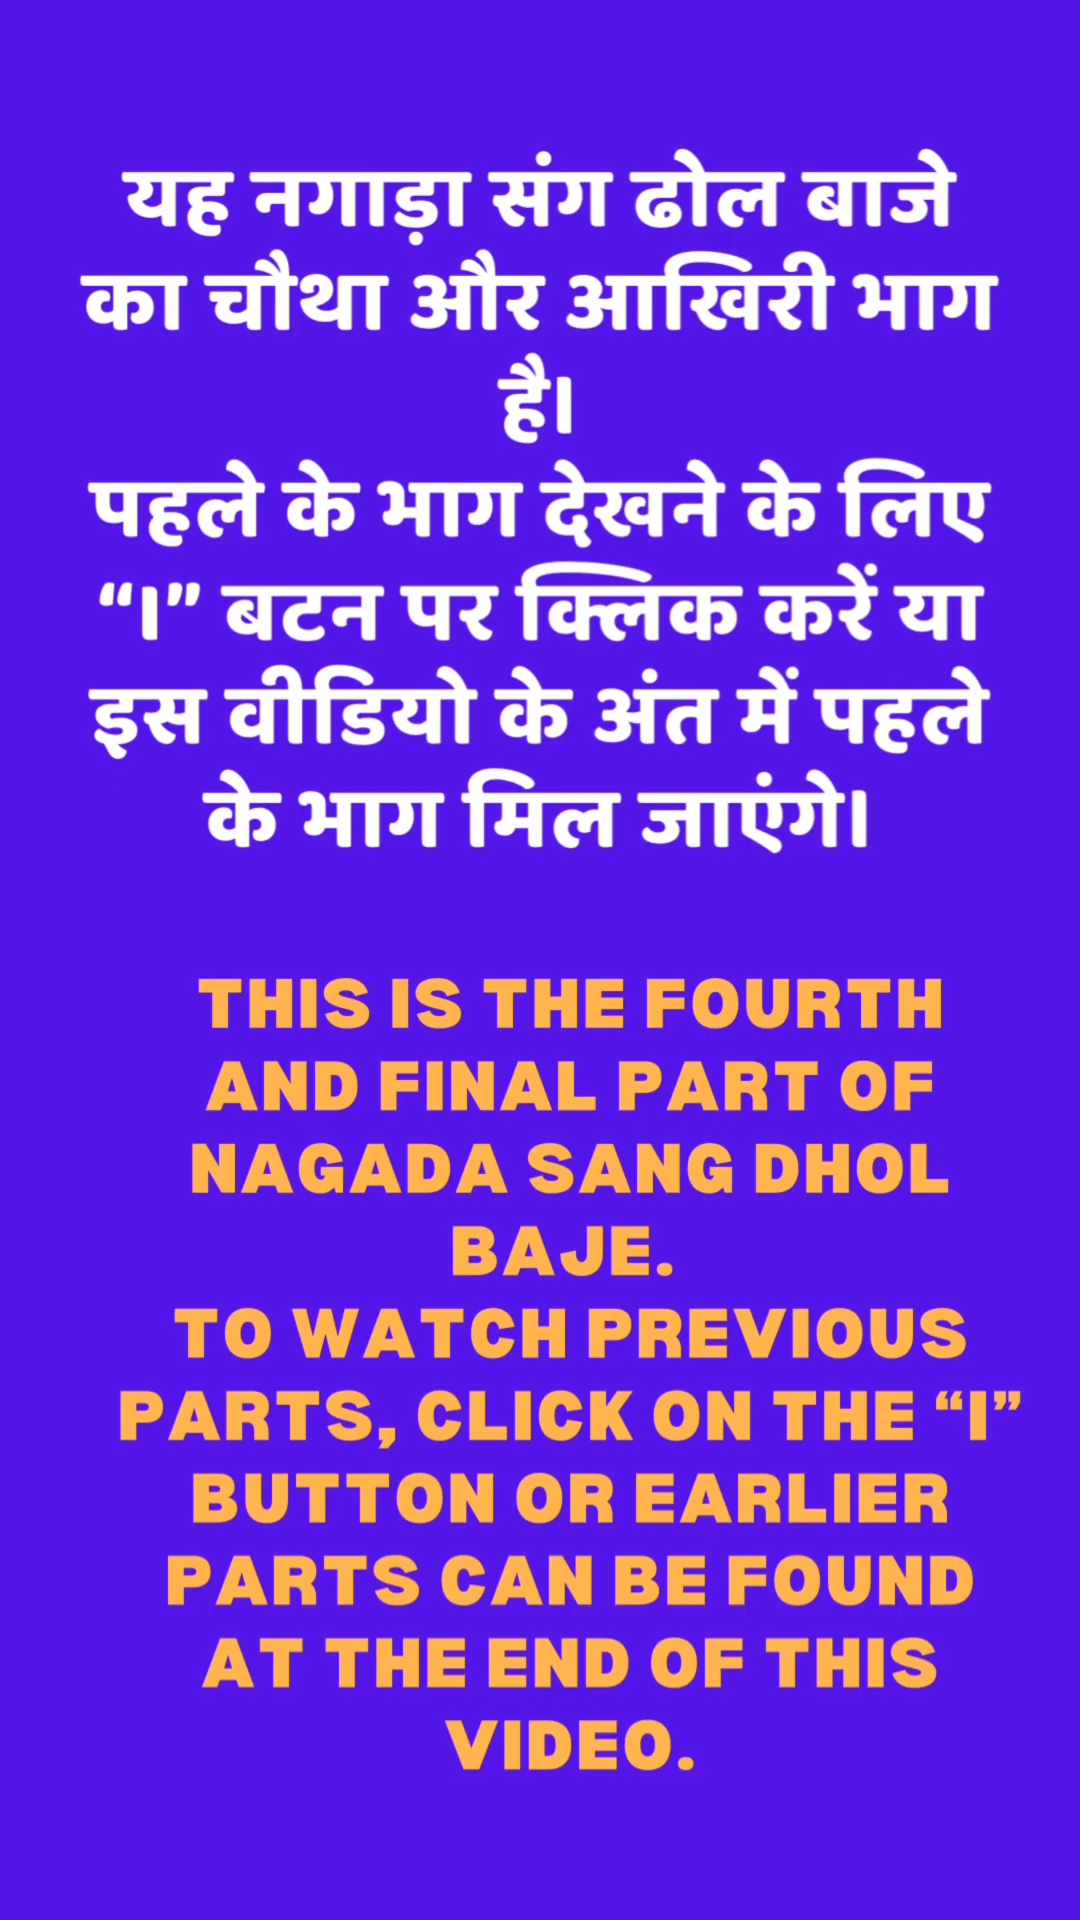 यह नगाड़ा संग ढोल बाजे
का चौथा और आखिरी भाग
है।
पहले के भाग देखने के लिए
“I” बटन पर क्लिक करें या
इस वीडियो के अंत में पहले
के भाग मिल जाएंगे।
THIS IS THE FOURTH
AND FINAL PART OF
NAGADA SANG DHOL
BAJE.
TO WATCH PREVIOUS
PARTS, CLICK ON THE “I”
BUTTON OR EARLIER
PARTS CAN BE FOUND
AT THE END OF THIS
VIDEO.